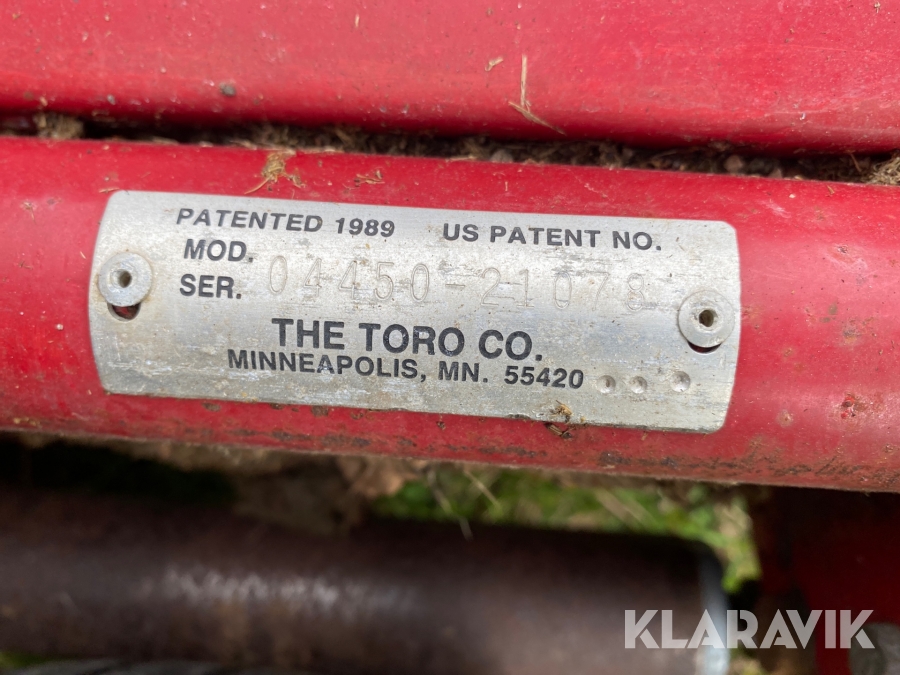 PATENTED 1989 US PATENT NO.
MOD.
SER. 04450-21078
THE TORO CO.
MINNEAPOLIS, MN. 55420
KLARAVIK